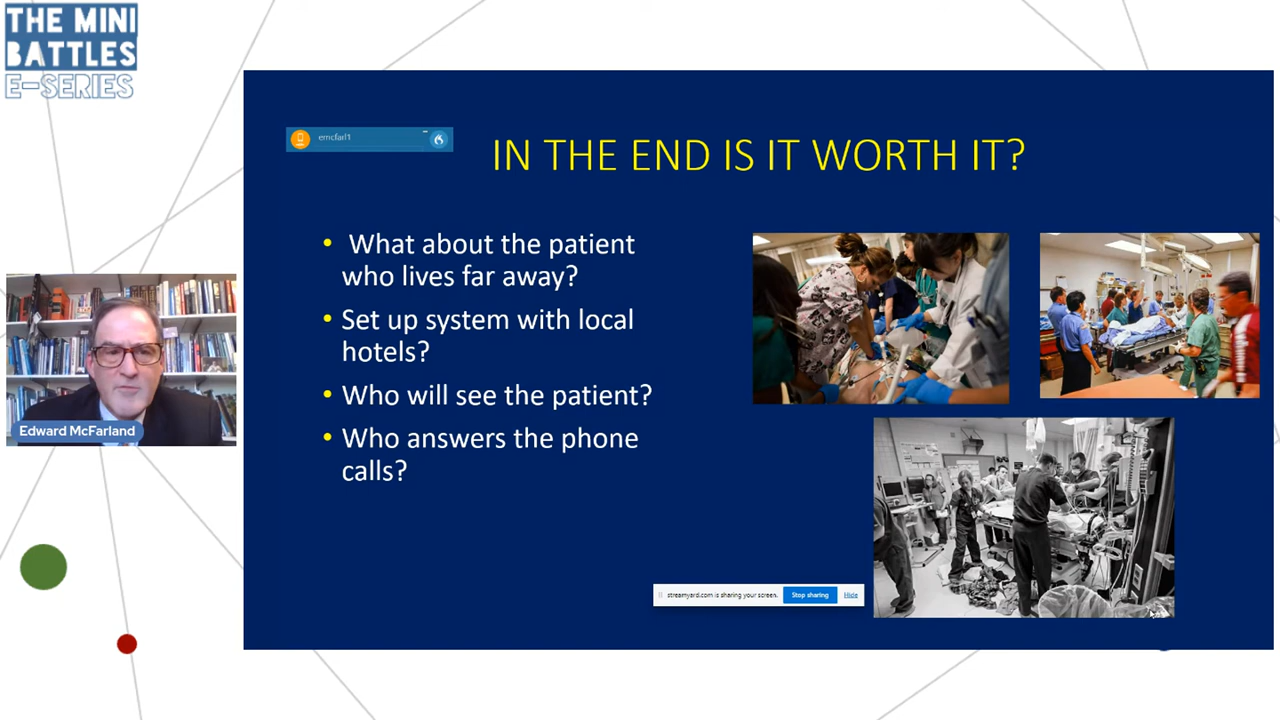 THE MINI
BATTLES
E-SERIES
emcfarl1
IN THE END IS IT WORTH IT?
• What about the patient
who lives far away?
• Set up system with local
hotels?
• Who will see the patient?
• Who answers the phone
calls?
Edward McFarland
streamyard.com is sharing your screen.
Stop sharing
Hide